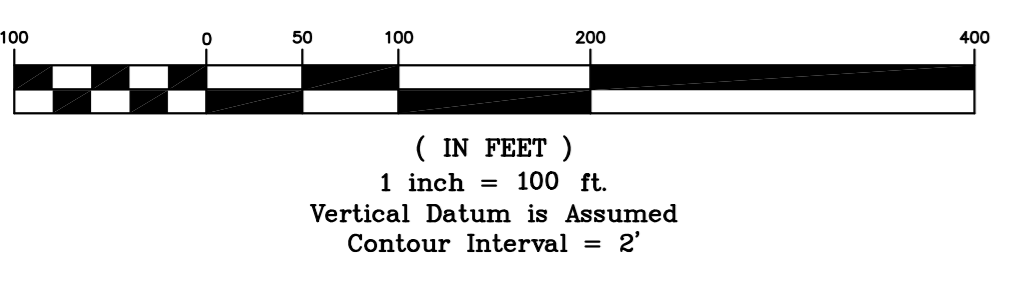 100 0 50 100 200 400
( IN FEET )
1 inch = 100 ft.
Vertical Datum is Assumed
Contour Interval = 2'